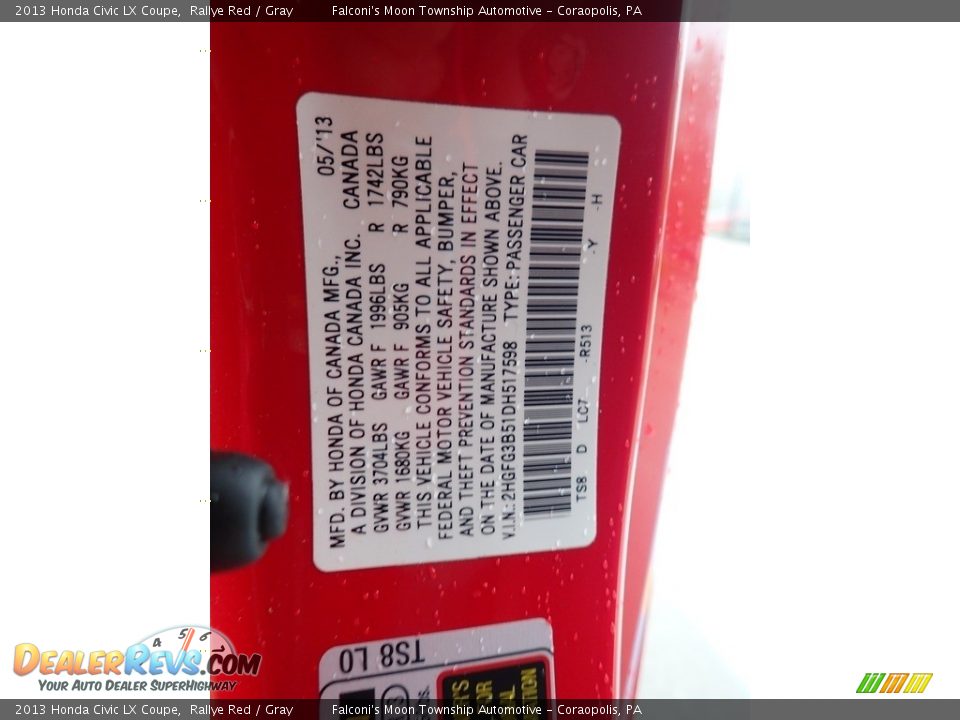 2013 Honda Civic LX Coupe, Rallye Red / Gray Falconi's Moon Township Automotive - Coraopolis, PA
MFD. BY HONDA OF CANADA MFG., 05/'13
A DIVISION OF HONDA CANADA INC. CANADA
GVWR 3704LBS GAWR F 1996LBS R 1742LBS
GVWR 1680KG GAWR F 905KG R 790KG
THIS VEHICLE CONFORMS TO ALL APPLICABLE
FEDERAL MOTOR VEHICLE SAFETY, BUMPER,
AND THEFT PREVENTION STANDARDS IN EFFECT
ON THE DATE OF MANUFACTURE SHOWN ABOVE.
V.I.N.: 2HGFG3B51DH517598 TYPE: PASSENGER CAR
TS8 D LC7 -R513 -Y -H
TS8 L0
4 5 6
DEALERREVS.COM
YOUR AUTO DEALER SUPERHIGHWAY
2013 Honda Civic LX Coupe, Rallye Red / Gray Falconi's Moon Township Automotive - Coraopolis, PA